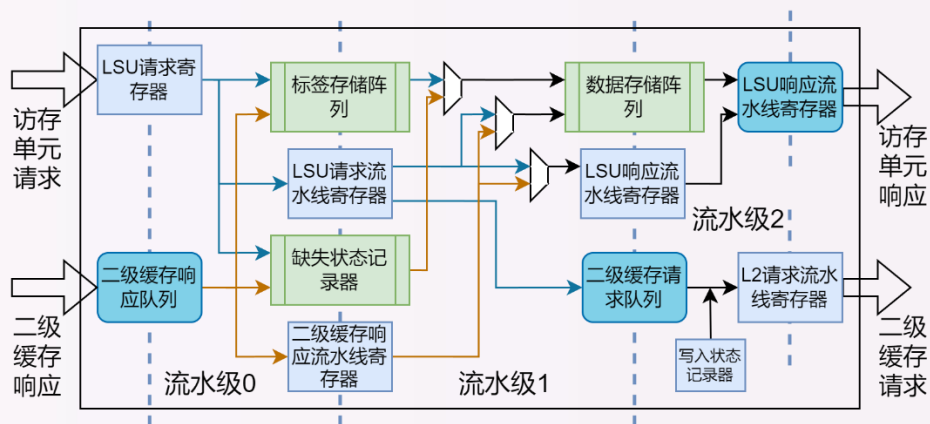 LSU请求寄
存器
标签存储阵
列
数据存储阵
列
LSU响应流
水线寄存器
访存
单元
请求
访存
单元
响应
LSU请求流
水线寄存器
LSU响应流
水线寄存器
流水级2
缺失状态记
录器
二级缓存响
应队列
二级缓存请
求队列
L2请求流水
线寄存器
二级
缓存
响应
二级缓存响
应流水线寄
存器
写入状态
记录器
二级
缓存
请求
流水级0
流水级1